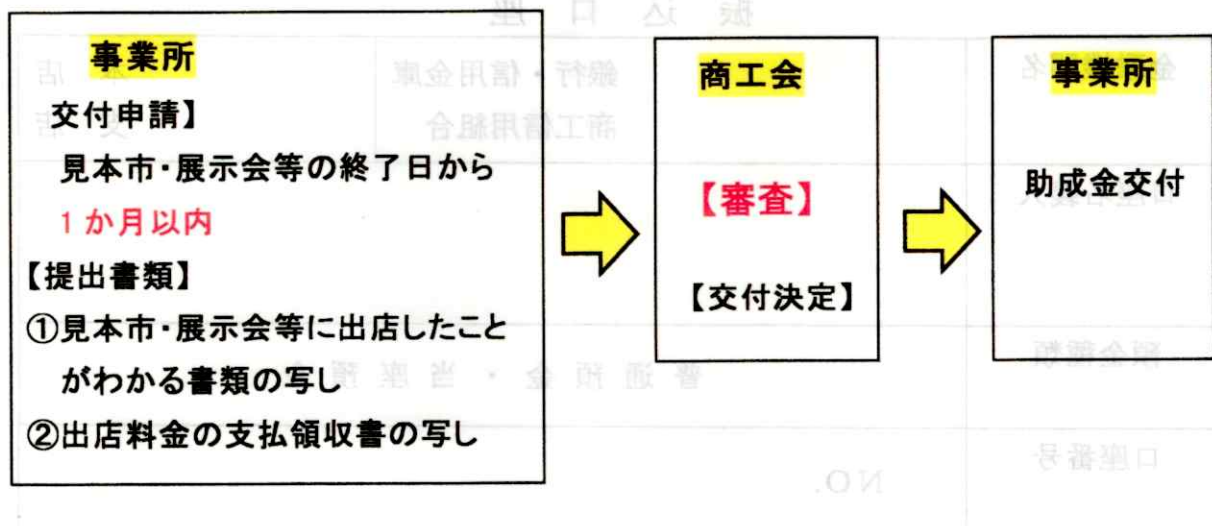 事業所
交付申請】
見本市・展示会等の終了日から
1か月以内
【提出書類】
①見本市・展示会等に出店したこと
がわかる書類の写し
②出店料金の支払領収書の写し
商工会
【審査】
【交付決定】
事業所
助成金交付
振込口座
銀行・信用金庫
商工信用組合
預金種類
普通預金・当座預
口座番号
NO.